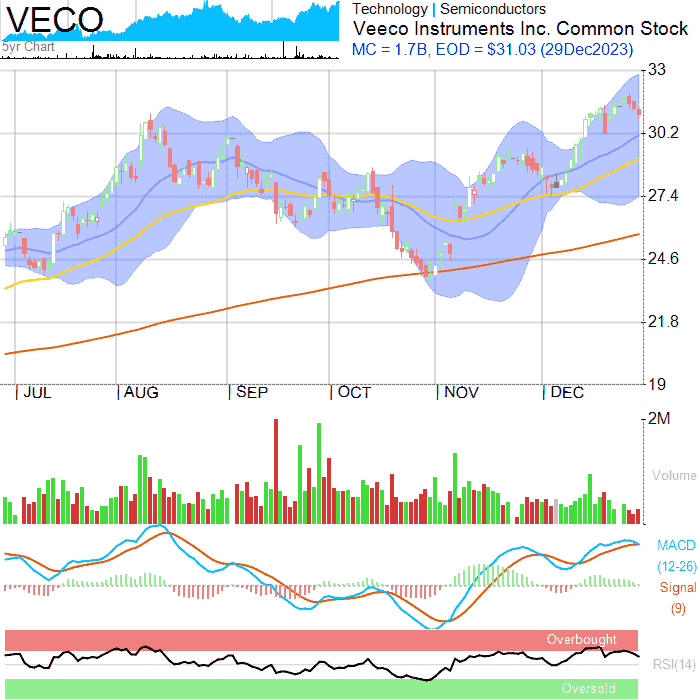 VECO
5yr Chart
Technology | Semiconductors
Veeco Instruments Inc. Common Stock
MC = 1.7B, EOD = $31.03 (29Dec2023)
33
30.2
27.4
24.6
21.8
19
JUL AUG SEP OCT NOV DEC
2M
Volume
MACD
(12-26)
Signal
(9)
Overbought
RSI(14)
Oversold